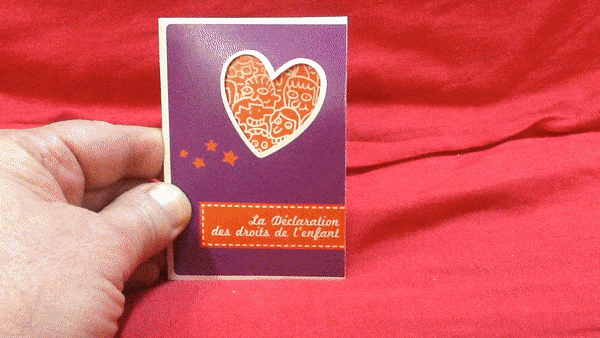 La Déclaration
des droits de l'enfant